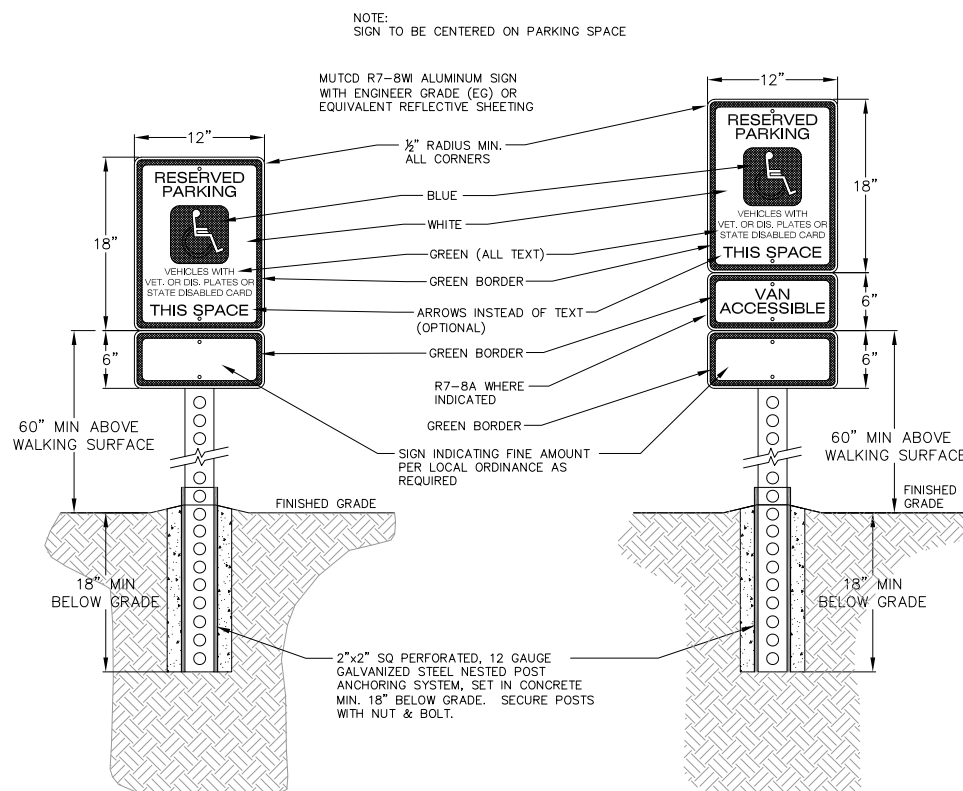 NOTE:
SIGN TO BE CENTERED ON PARKING SPACE
MUTCD R7-8WI ALUMINUM SIGN
WITH ENGINEER GRADE (EG) OR
EQUIVALENT REFLECTIVE SHEETING
12"
12"
½" RADIUS MIN.
ALL CORNERS
RESERVED
PARKING
VEHICLES WITH
VET. OR DIS. PLATES OR
STATE DISABLED CARD
THIS SPACE
18"
6"
60" MIN ABOVE
WALKING SURFACE
FINISHED GRADE
18" MIN
BELOW GRADE
BLUE
WHITE
GREEN (ALL TEXT)
GREEN BORDER
ARROWS INSTEAD OF TEXT
(OPTIONAL)
GREEN BORDER
R7-8A WHERE
INDICATED
GREEN BORDER
SIGN INDICATING FINE AMOUNT
PER LOCAL ORDINANCE AS
REQUIRED
2"x2" SQ PERFORATED, 12 GAUGE
GALVANIZED STEEL NESTED POST
ANCHORING SYSTEM, SET IN CONCRETE
MIN. 18" BELOW GRADE. SECURE POSTS
WITH NUT & BOLT.
RESERVED
PARKING
VEHICLES WITH
VET. OR DIS. PLATES OR
STATE DISABLED CARD
THIS SPACE
VAN
ACCESSIBLE
18"
6"
6"
60" MIN ABOVE
WALKING SURFACE
FINISHED
GRADE
18" MIN
BELOW GRADE